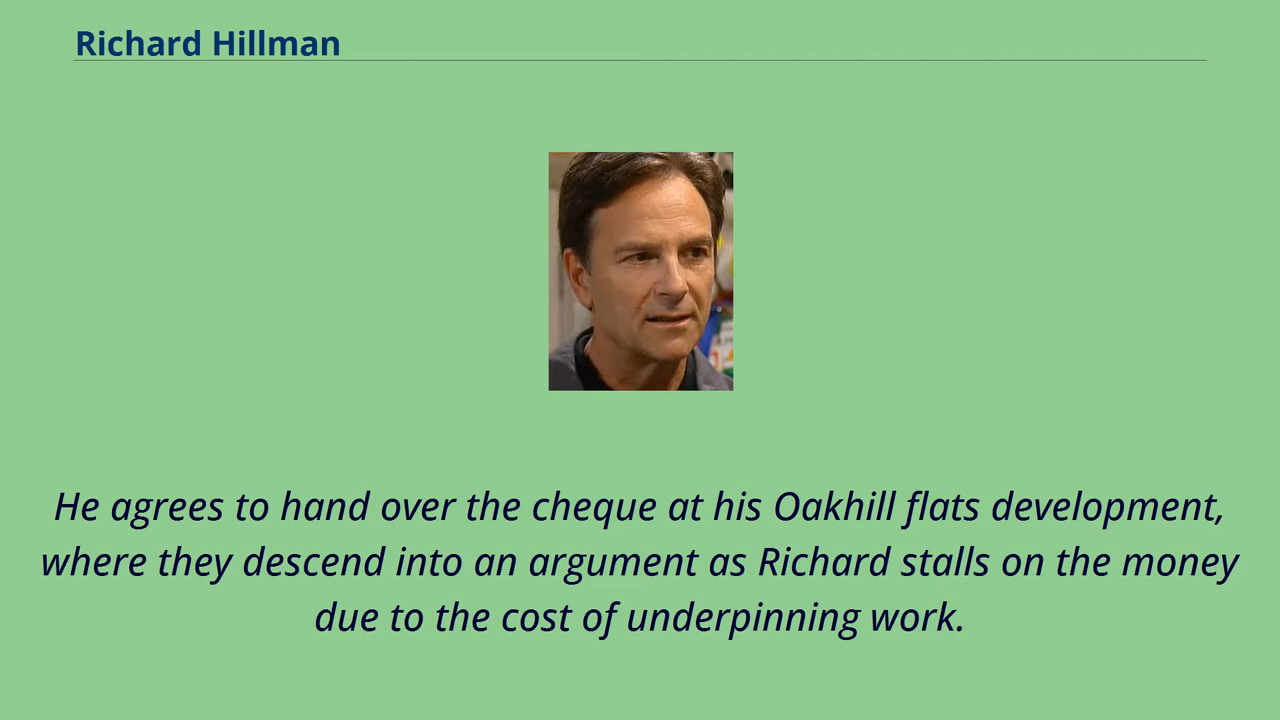 Richard Hillman
He agrees to hand over the cheque at his Oakhill flats development,
where they descend into an argument as Richard stalls on the money
due to the cost of underpinning work.